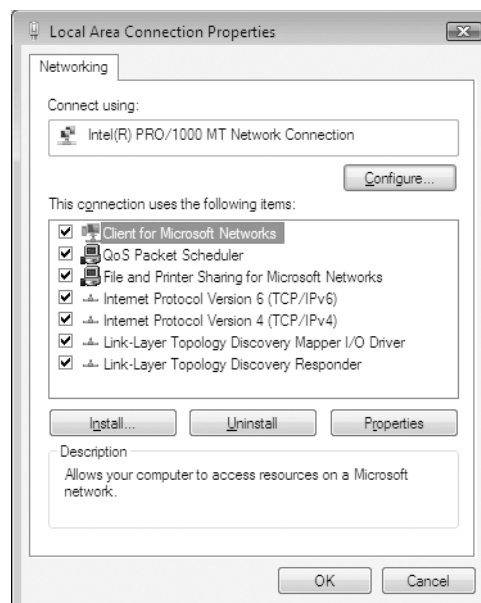 Local Area Connection Properties
Networking
Connect using:
Intel(R) PRO/1000 MT Network Connection
Configure...
This connection uses the following items:
Client for Microsoft Networks
QoS Packet Scheduler
File and Printer Sharing for Microsoft Networks
Internet Protocol Version 6 (TCP/IPv6)
Internet Protocol Version 4 (TCP/IPv4)
Link-Layer Topology Discovery Mapper I/O Driver
Link-Layer Topology Discovery Responder
Install... Uninstall Properties
Description
Allows your computer to access resources on a Microsoft
network.
OK Cancel